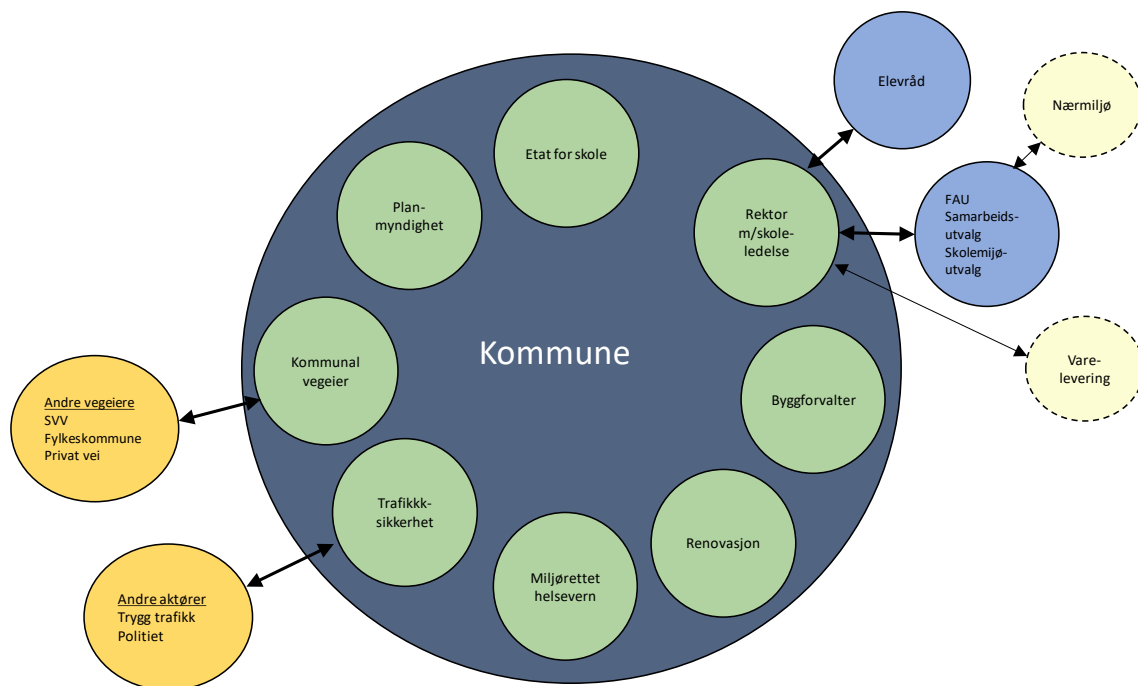 Elevråd
Nærmiljø
Etat for skole
Plan-
myndighet
Rektor
m/skole-
ledelse
FAU
Samarbeids-
utvalg
Skolemijø-
utvalg
Kommune
Kommunal
vegeier
Vare-
levering
Byggforvalter
Andre vegeiere
SVV
Fylkeskommune
Privat vei
Trafikkk-
sikkerhet
Renovasjon
Miljørettet
helsevern
Andre aktører
Trygg trafikk
Politiet